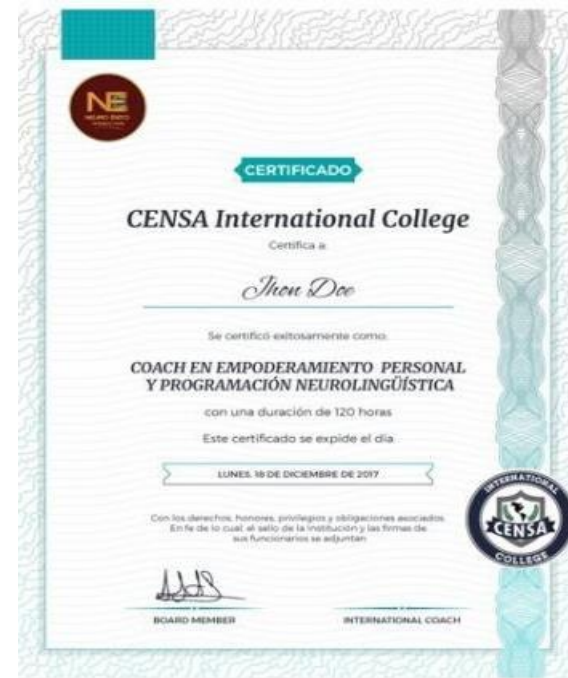 NE
CERTIFICADO
CENSA International College
Certifica a:
Jhon Doe
Se certificó exitosamente como:
COACH EN EMPODERAMIENTO PERSONAL
Y PROGRAMACIÓN NEUROLINGÜÍSTICA
con una duración de 120 horas
Este certificado se expide el día
LUNES, 18 DE DICIEMBRE DE 2017
Con los derechos, honores, privilegios y obligaciones asociados.
En fe de lo cual, el sello de la institución y las firmas de
sus funcionarios se adjuntan
INTERNATIONAL
CENSA
COLLEGE
BOARD MEMBER
INTERNATIONAL COACH